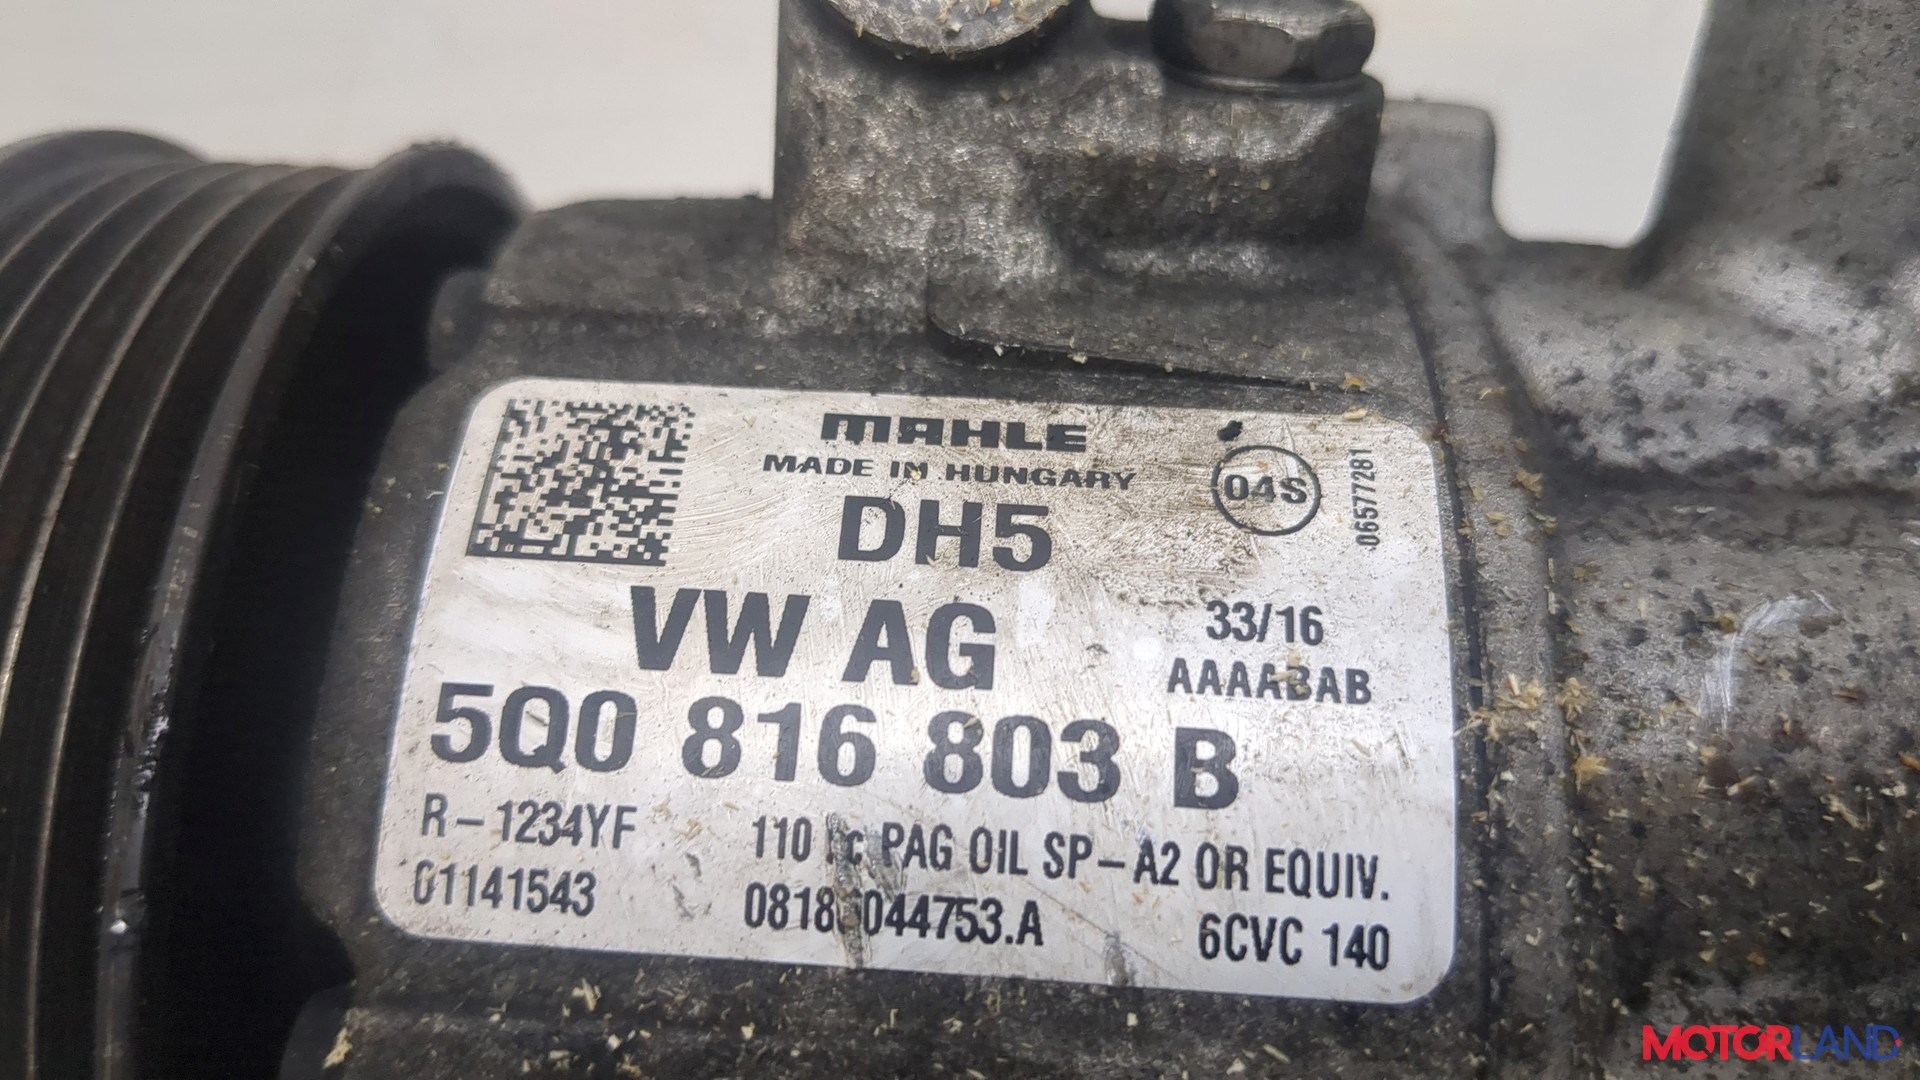 MAHLE
MADE IN HUNGARY
04S
06577281
DH5
VW AG
33/16
AAAABAB
5Q0 816 803 B
R-1234YF
110 cc PAG OIL SP-A2 OR EQUIV.
01141543
6CVC 140
MOTORLAND